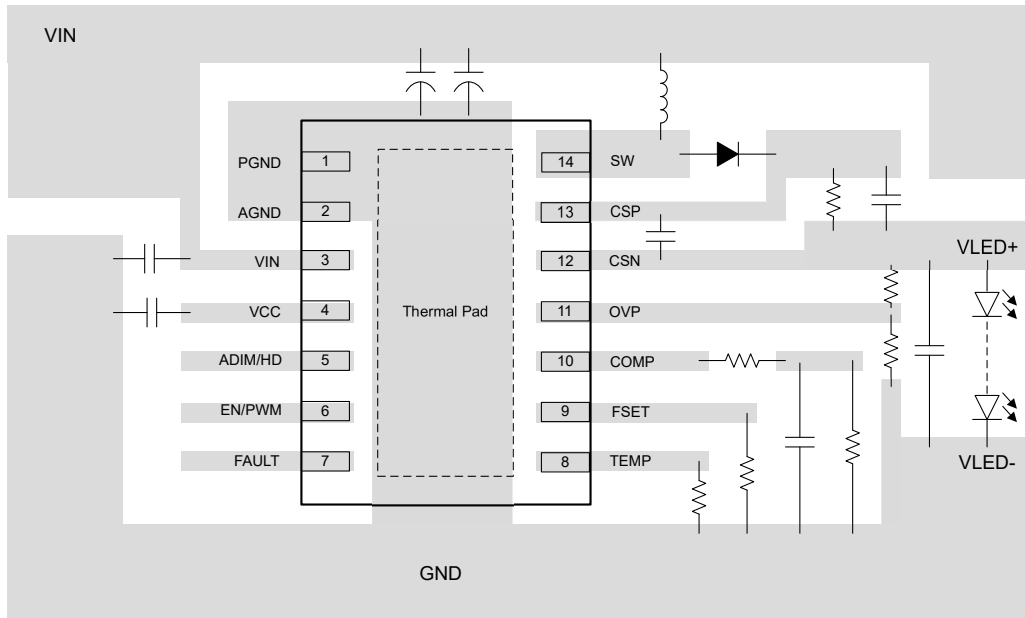 VIN
PGND 1 14 SW
AGND 2 13 CSP
VIN 3 12 CSN VLED+
VCC 4 Thermal Pad 11 OVP
ADIM/HD 5 10 COMP
EN/PWM 6 9 FSET
FAULT 7 8 TEMP VLED-
GND